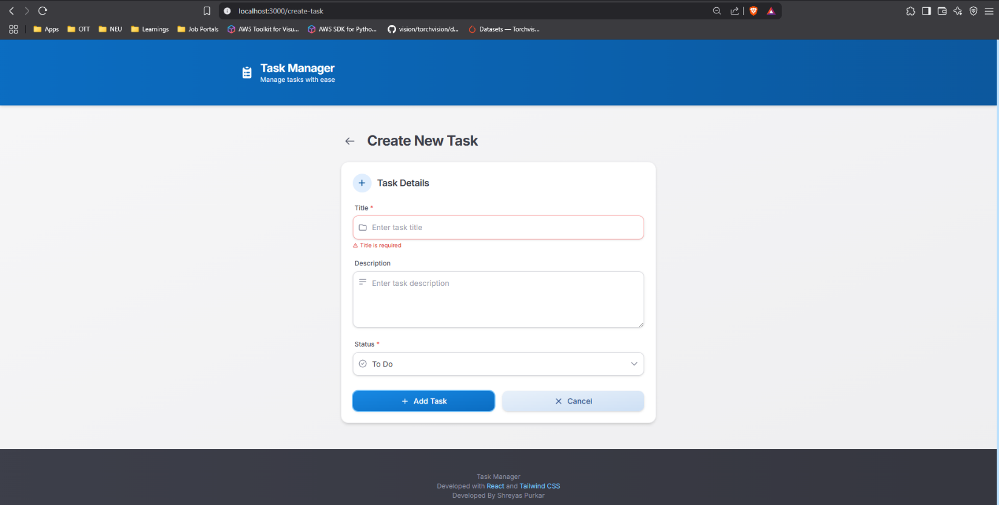 localhost:3000/create-task
Apps OTT NEU Learnings Job Portals AWS Toolkit for Visu... AWS SDK for Pytho... vision/torchvision/d... Datasets — Torchvis...
Task Manager
Manage tasks with ease
Create New Task
Task Details
Title *
Enter task title
Title is required
Description
Enter task description
Status *
To Do
Add Task Cancel
Task Manager
Developed with React and Tailwind CSS
Developed By Shreyas Purkar